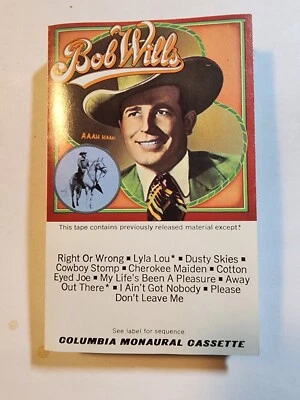 Bob Wills
AAAH HAAH
This tape contains previously released material except*
Right Or Wrong ■ Lyla Lou* ■ Dusty Skies ■
Cowboy Stomp ■ Cherokee Maiden ■ Cotton
Eyed Joe ■ My Life's Been A Pleasure ■ Away
Out There* ■ I Ain't Got Nobody ■ Please
Don't Leave Me
See label for sequence.
COLUMBIA MONAURAL CASSETTE